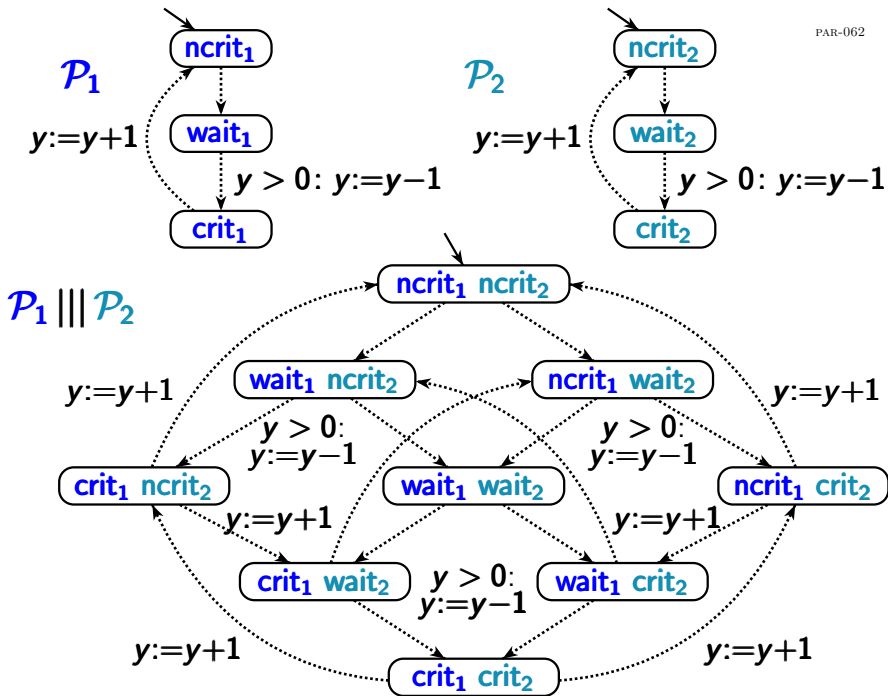 PAR-062
ncrit₁
ncrit₂
𝒫₁
𝒫₂
y:=y+1
wait₁
y:=y+1
wait₂
y > 0: y:=y−1
y > 0: y:=y−1
crit₁
crit₂
ncrit₁ ncrit₂
𝒫₁ ||| 𝒫₂
wait₁ ncrit₂
ncrit₁ wait₂
y:=y+1
y:=y+1
y > 0:
y:=y−1
y > 0:
y:=y−1
crit₁ ncrit₂
wait₁ wait₂
ncrit₁ crit₂
y:=y+1
y:=y+1
crit₁ wait₂
y > 0:
y:=y−1
wait₁ crit₂
y:=y+1
y:=y+1
crit₁ crit₂